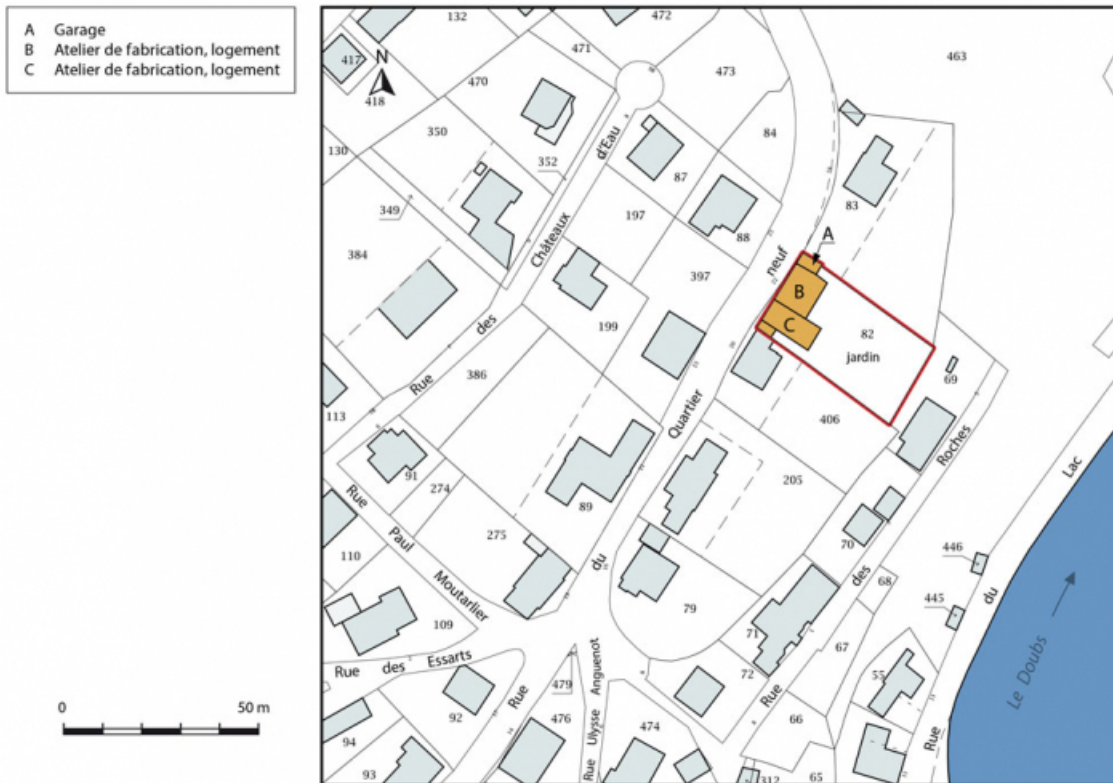 A Garage
B Atelier de fabrication, logement
C Atelier de fabrication, logement
0 50 m
N
132
472
471
473
463
417
418
470
350
130
352
349
384
84
87
83
197
88
A
B
C
397
199
82
jardin
69
386
406
113
91
274
205
89
275
110
70
446
445
68
79
109
71
67
72
55
92
479
476
474
66
94
93
312
65
Rue des Châteaux d'Eau
Quartier neuf
Rue du
Rue Paul Moutarlier
Rue des Essarts
Rue Ulysse Anguenot
Rue des Roches
Rue du Lac
Le Doubs